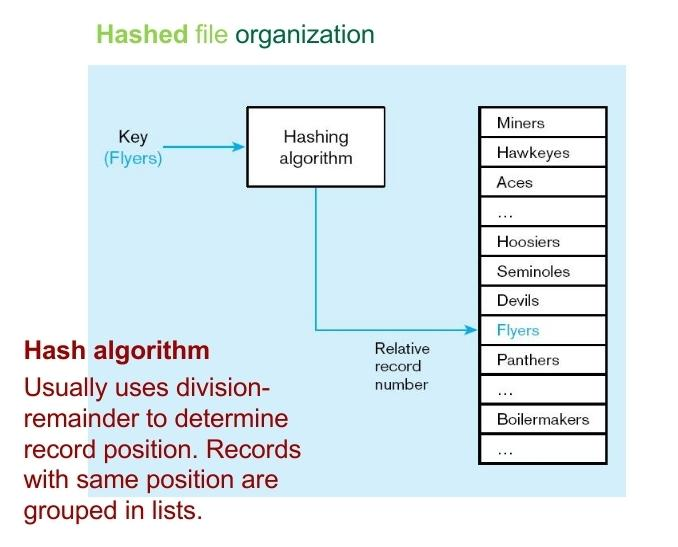 Hashed file organization
Key
(Flyers)
Hashing
algorithm
Miners
Hawkeyes
Aces
...
Hoosiers
Seminoles
Devils
Flyers
Panthers
...
Boilermakers
...
Relative
record
number
Hash algorithm
Usually uses division-
remainder to determine
record position. Records
with same position are
grouped in lists.